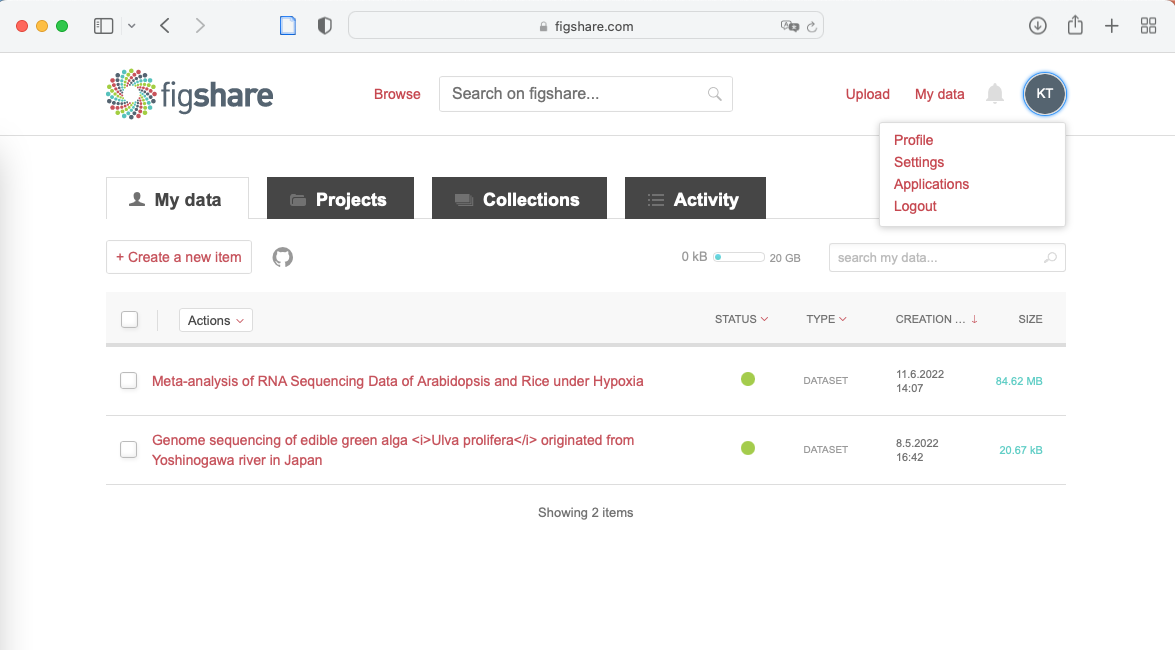 figshare.com
figshare
Browse
Search on figshare...
Upload
My data
KT
Profile
Settings
Applications
Logout
My data
Projects
Collections
Activity
+ Create a new item
0 kB
20 GB
search my data...
Actions
STATUS
TYPE
CREATION ...
SIZE
Meta-analysis of RNA Sequencing Data of Arabidopsis and Rice under Hypoxia
DATASET
11.6.2022
14:07
84.62 MB
Genome sequencing of edible green alga <i>Ulva prolifera</i> originated from
Yoshinogawa river in Japan
DATASET
8.5.2022
16:42
20.67 kB
Showing 2 items